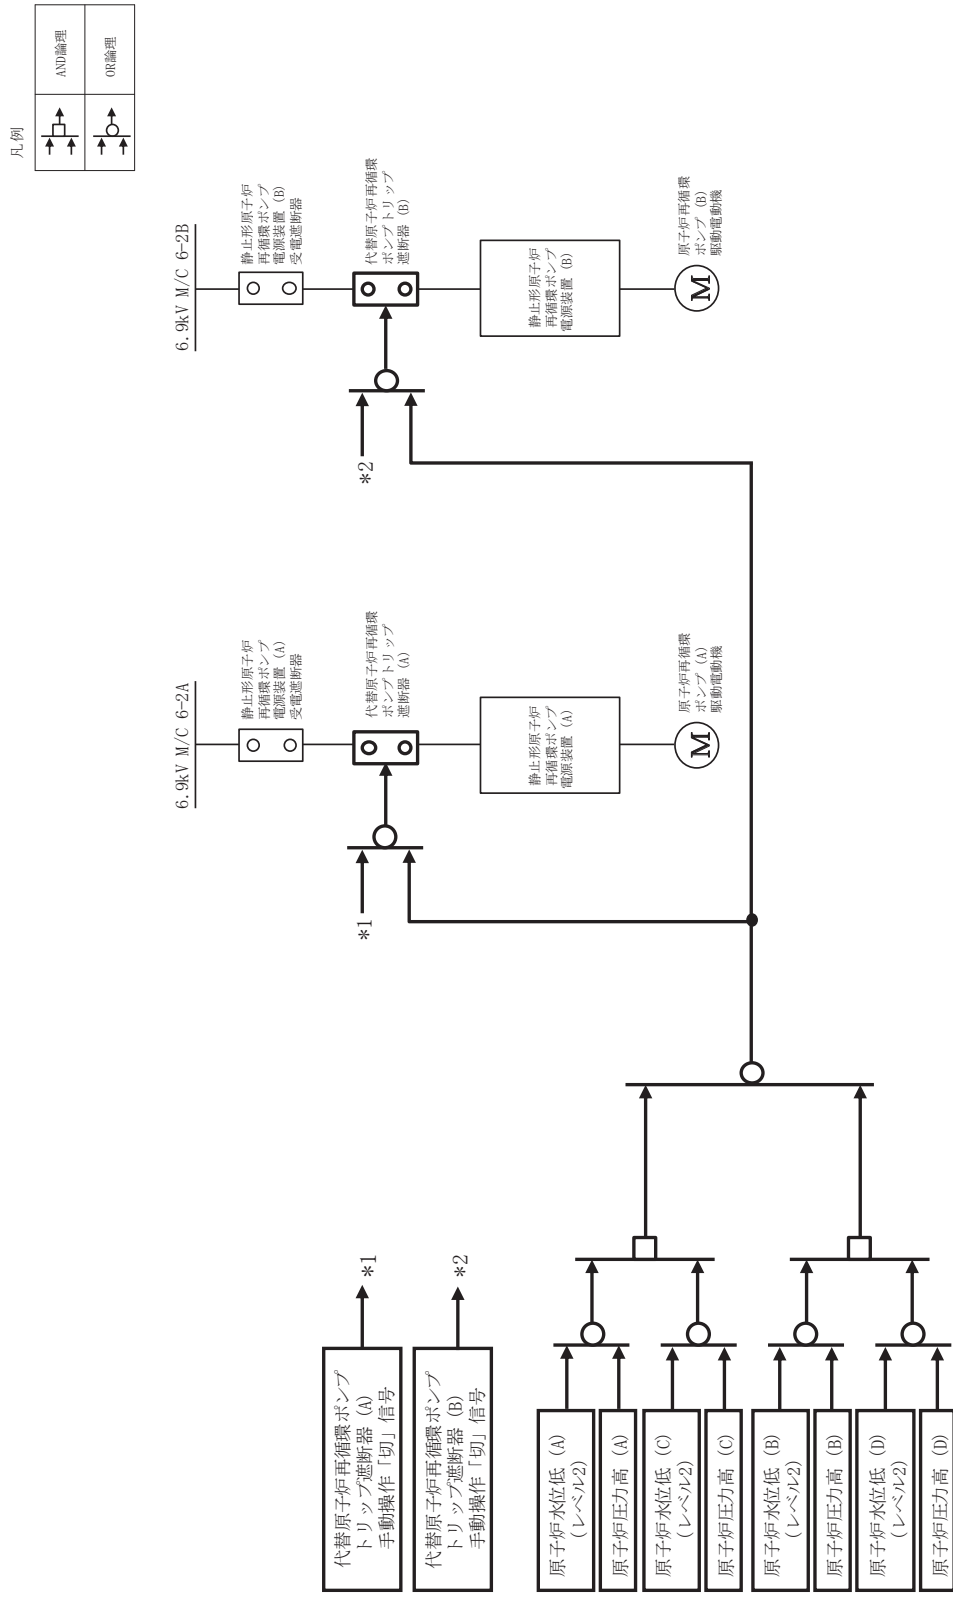 凡例
AND論理
OR論理
6.9kV M/C 6-2A
静止形原子炉
再循環ポンプ
電源装置(A)
受電遮断器
代替原子炉再循環
ポンプトリップ
遮断器(A)
静止形原子炉
再循環ポンプ
電源装置(A)
原子炉再循環
ポンプ(A)
駆動電動機
M
*1
6.9kV M/C 6-2B
静止形原子炉
再循環ポンプ
電源装置(B)
受電遮断器
代替原子炉再循環
ポンプトリップ
遮断器(B)
静止形原子炉
再循環ポンプ
電源装置(B)
原子炉再循環
ポンプ(B)
駆動電動機
M
*2
代替原子炉再循環ポンプ
トリップ遮断器(A)
手動操作「切」信号
*1
代替原子炉再循環ポンプ
トリップ遮断器(B)
手動操作「切」信号
*2
原子炉水位低(A)
(レベル2)
原子炉圧力高(A)
原子炉水位低(C)
(レベル2)
原子炉圧力高(C)
原子炉水位低(B)
(レベル2)
原子炉圧力高(B)
原子炉水位低(D)
(レベル2)
原子炉圧力高(D)